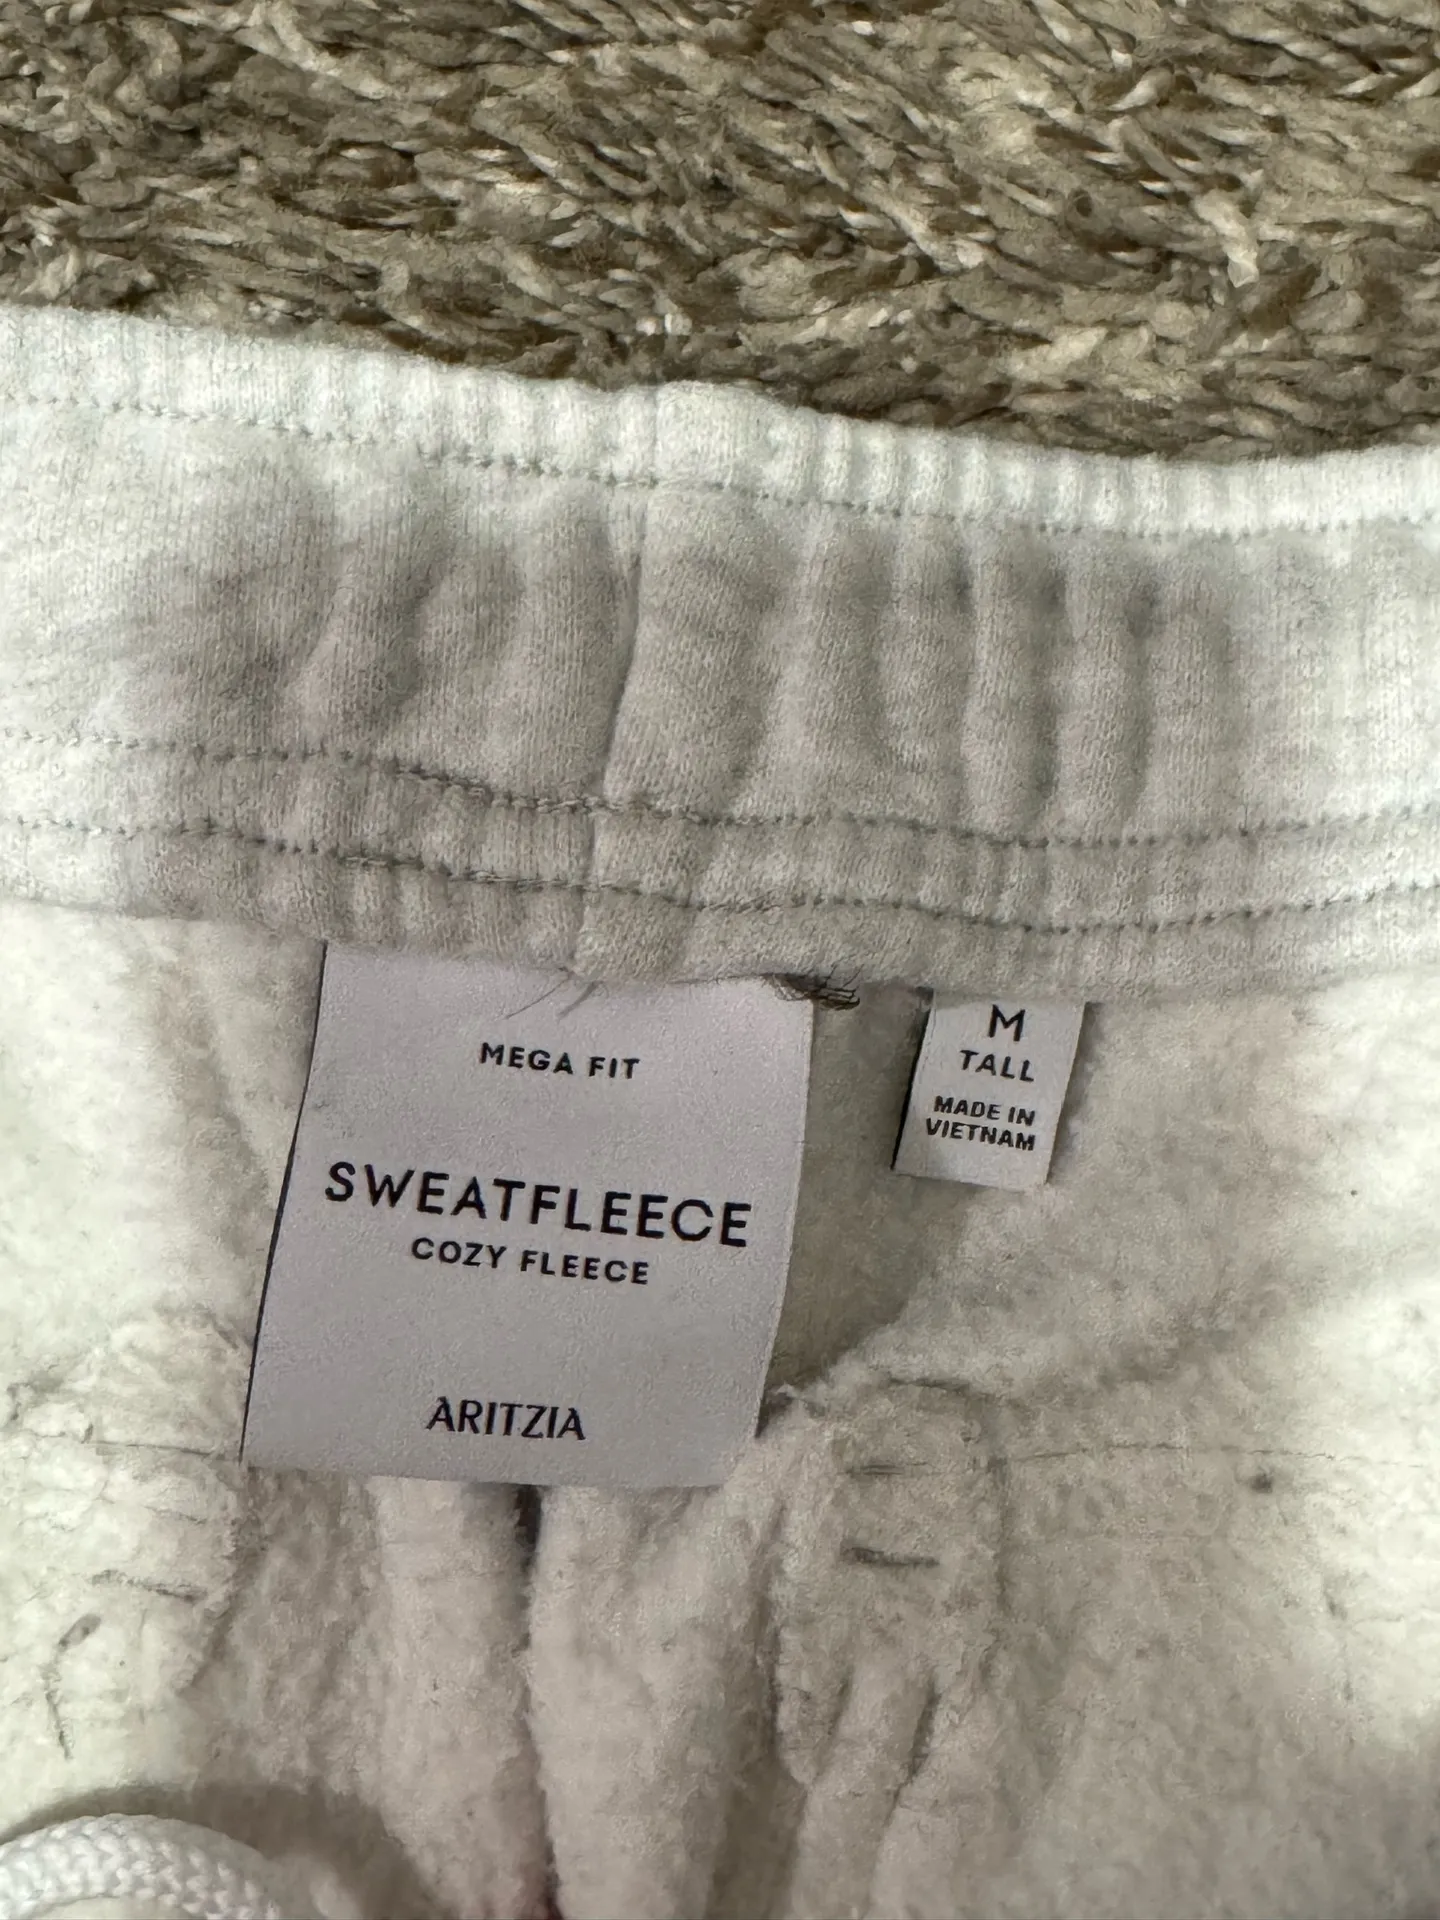 MEGA FIT
SWEATFLEECE
COZY FLEECE
ARITZIA
M
TALL
MADE IN
VIETNAM